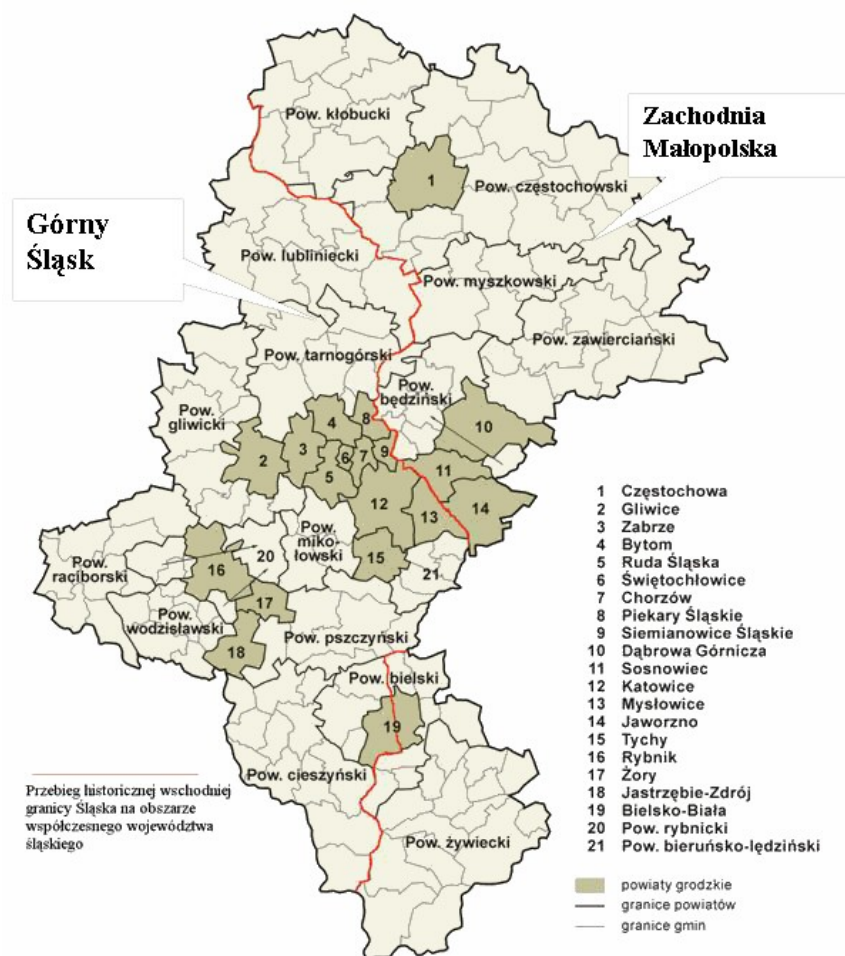 Zachodnia
Małopolska
Górny
Śląsk
Pow. kłobucki
1
Pow. częstochowski
Pow. lubliniecki
Pow. myszkowski
Pow. zawierciański
Pow. tarnogórski
Pow.
będziński
Pow.
gliwicki
8
4
10
2
3
6
7
9
5
11
12
13
14
Pow.
miko-
łowski
15
21
Pow.
raciborski
16
20
17
Pow.
wodzisławski
18
Pow. pszczyński
Pow. bielski
19
Pow. cieszyński
Pow. żywiecki
Przebieg historicznej wschodniej
granicy Śląska na obszarze
współczesnego województwa
śląskiego
1 Częstochowa
2 Gliwice
3 Zabrze
4 Bytom
5 Ruda Śląska
6 Świętochłowice
7 Chorzów
8 Piekary Śląskie
9 Siemianowice Śląskie
10 Dąbrowa Górnicza
11 Sosnowiec
12 Katowice
13 Mysłowice
14 Jaworzno
15 Tychy
16 Rybnik
17 Żory
18 Jastrzębie-Zdrój
19 Bielsko-Biała
20 Pow. rybnicki
21 Pow. bieruńsko-lędziński
powiaty grodzkie
granice powiatów
granice gmin